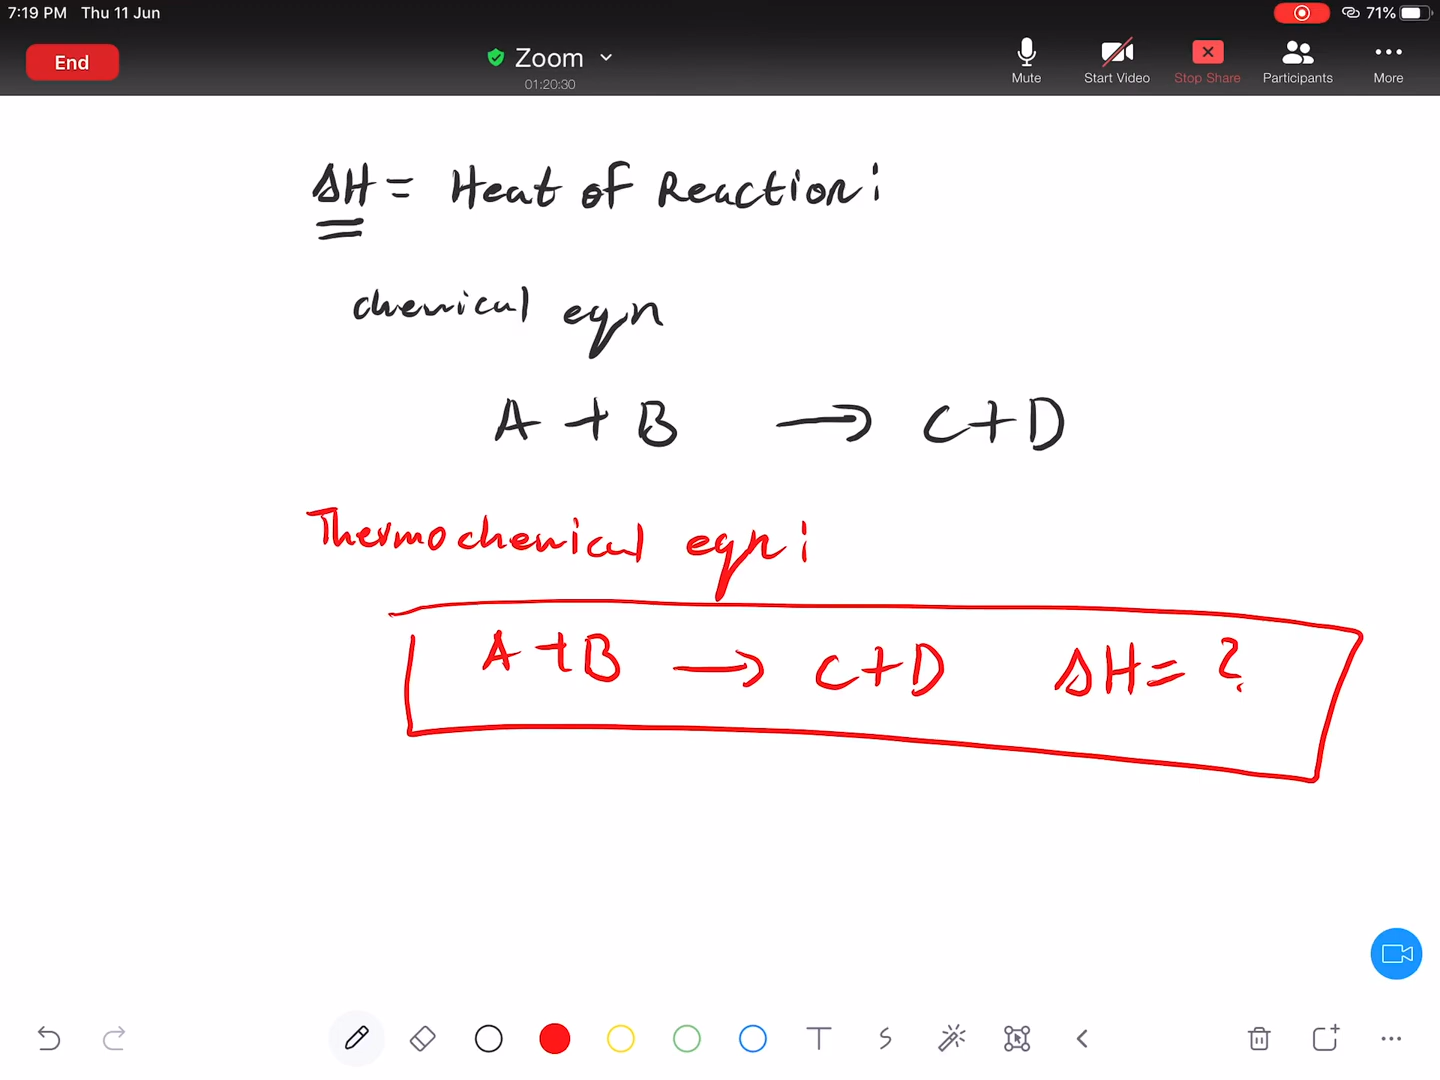 7:19 PM Thu 11 Jun
71%
End
Zoom
01:20:30
Mute
Start Video
Stop Share
Participants
More
ΔH = Heat of Reaction:
chemical eqn
A + B → C + D
Thermochemical eqn:
A + B → C + D ΔH = ?
T